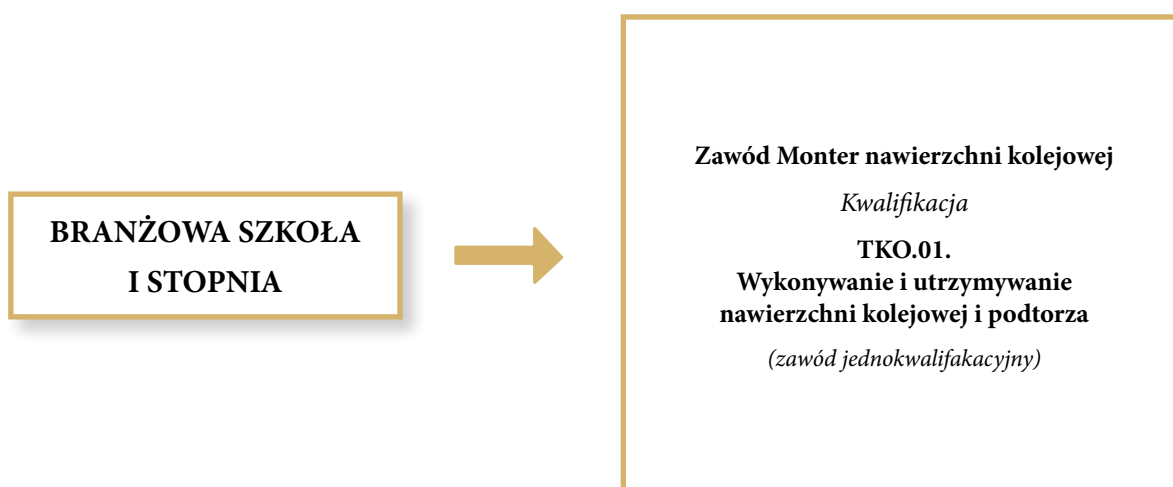 BRANŻOWA SZKOŁA
I STOPNIA
Zawód Monter nawierzchni kolejowej
Kwalifikacja
TKO.01.
Wykonywanie i utrzymywanie
nawierzchni kolejowej i podtorza
(zawód jednokwalifakacyjny)